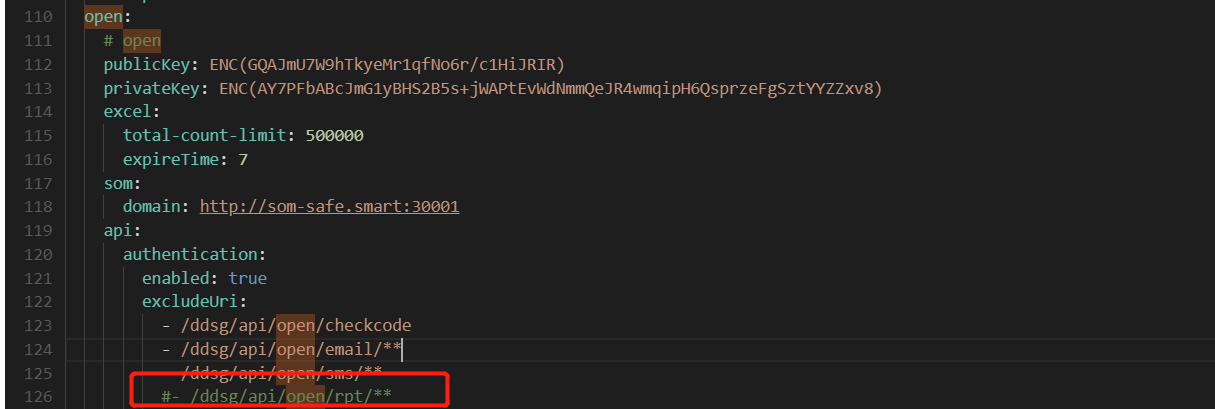 110 open:
111 # open
112 publicKey: ENC(GQAJmU7W9hTkyeMr1qfNo6r/c1HiJRIR)
113 privateKey: ENC(AY7PFbABcJmG1yBHS2B5s+jWAPtEvWdNmmQeJR4wmqipH6QsprzeFgSztYYZZxv8)
114 excel:
115 total-count-limit: 500000
116 expireTime: 7
117 som:
118 domain: http://som-safe.smart:30001
119 api:
120 authentication:
121 enabled: true
122 excludeUri:
123 - /ddsg/api/open/checkcode
124 - /ddsg/api/open/email/**
125 /ddsg/api/open/sms/**
126 #- /ddsg/api/open/rpt/**